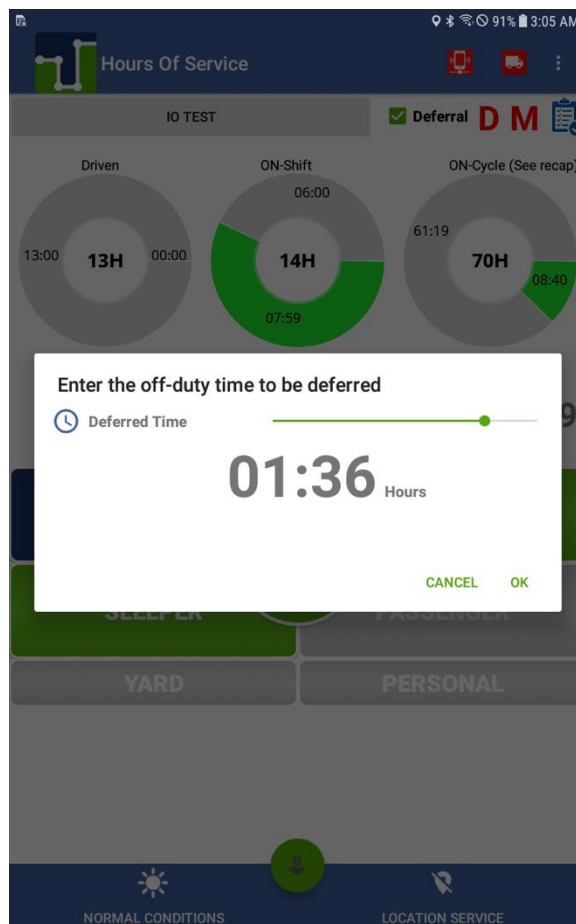 91% 3:05 AM
Hours Of Service
IO TEST
Deferral D M
Driven
ON-Shift
ON-Cycle (See recap)
06:00
61:19
13:00
13H
00:00
14H
70H
08:40
07:59
Enter the off-duty time to be deferred
9
Deferred Time
01:36 Hours
CANCEL
OK
SLEEPER
PASSENGER
YARD
PERSONAL
NORMAL CONDITIONS
LOCATION SERVICE